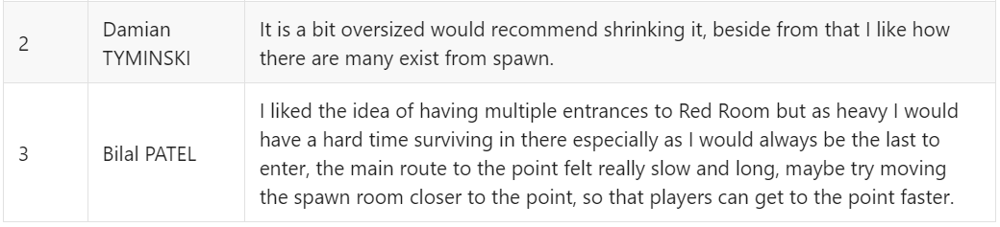 2
Damian
TYMINSKI
It is a bit oversized would recommend shrinking it, beside from that I like how
there are many exist from spawn.
3
Bilal PATEL
I liked the idea of having multiple entrances to Red Room but as heavy I would
have a hard time surviving in there especially as I would always be the last to
enter, the main route to the point felt really slow and long, maybe try moving
the spawn room closer to the point, so that players can get to the point faster.